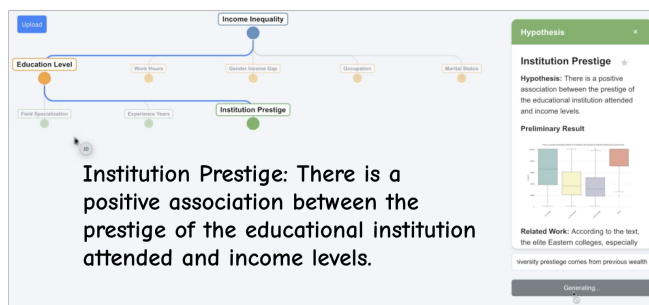 Upload
Income Inequality
Hypothesis ×
Education Level
Work Hours
Gender Income Gap
Occupation
Marital Status
Institution Prestige
Hypothesis: There is a positive
association between the prestige of
the educational institution attended
and income levels.
Field Specialization
Experience Years
Institution Prestige
Preliminary Result
Institution Prestige: There is a
positive association between the
prestige of the educational institution
attended and income levels.
Related Work: According to the text,
the elite Eastern colleges, especially
iversity prestiege comes from previous wealth
Generating...